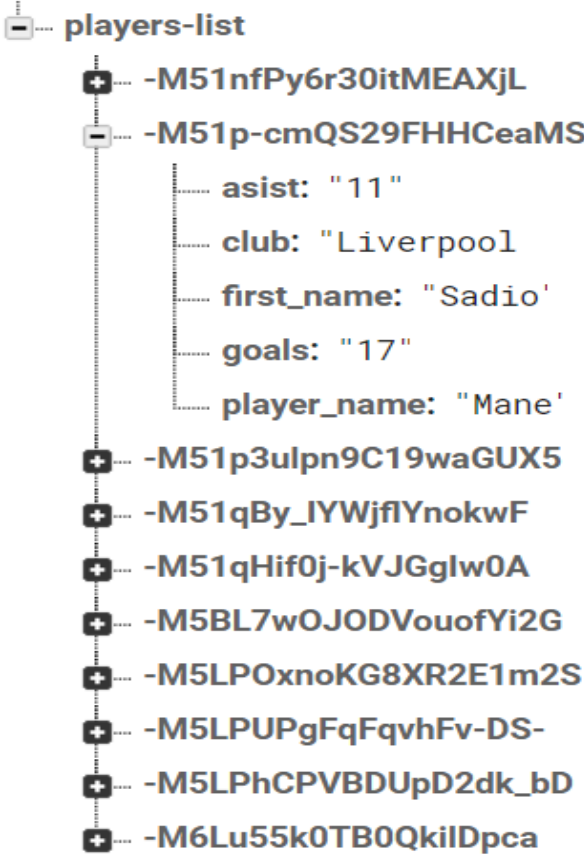 players-list
-M51nfPy6r30itMEAXjL
-M51p-cmQS29FHHCeaMS
asist: "11"
club: "Liverpool
first_name: "Sadio'
goals: "17"
player_name: "Mane'
-M51p3ulpn9C19waGUX5
-M51qBy_IYWjflYnokwF
-M51qHif0j-kVJGglw0A
-M5BL7wOJODVouofYi2G
-M5LPOxnoKG8XR2E1m2S
-M5LPUPgFqFqvhFv-DS-
-M5LPhCPVBDUpD2dk_bD
-M6Lu55k0TB0QkilDpca